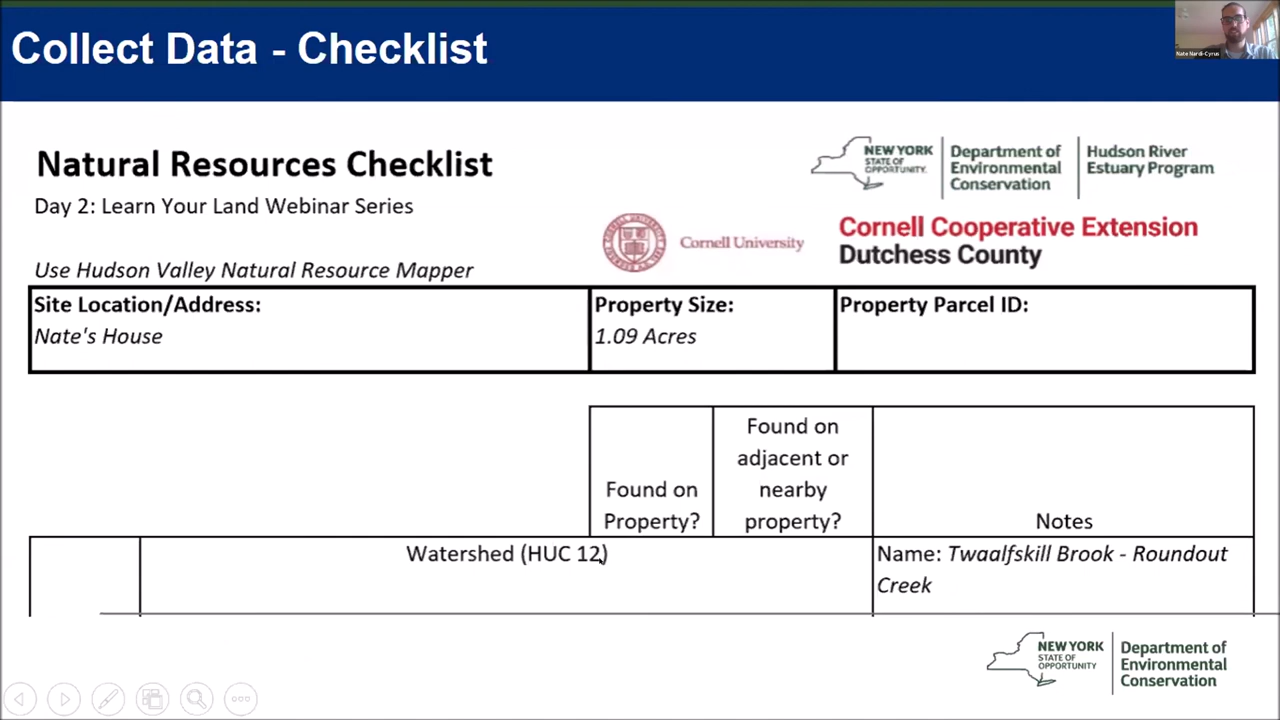 Collect Data - Checklist
Nate Nardi-Cyrus
Natural Resources Checklist
Day 2: Learn Your Land Webinar Series
Use Hudson Valley Natural Resource Mapper
NEW YORK
STATE OF
OPPORTUNITY.
Department of
Environmental
Conservation
Hudson River
Estuary Program
Cornell University
Cornell Cooperative Extension
Dutchess County
Site Location/Address:
Nate's House
Property Size:
1.09 Acres
Property Parcel ID:
Found on
Property?
Found on
adjacent or
nearby
property?
Notes
Watershed (HUC 12)
Name: Twaalfskill Brook - Roundout
Creek
NEW YORK
STATE OF
OPPORTUNITY
Department of
Environmental
Conservation